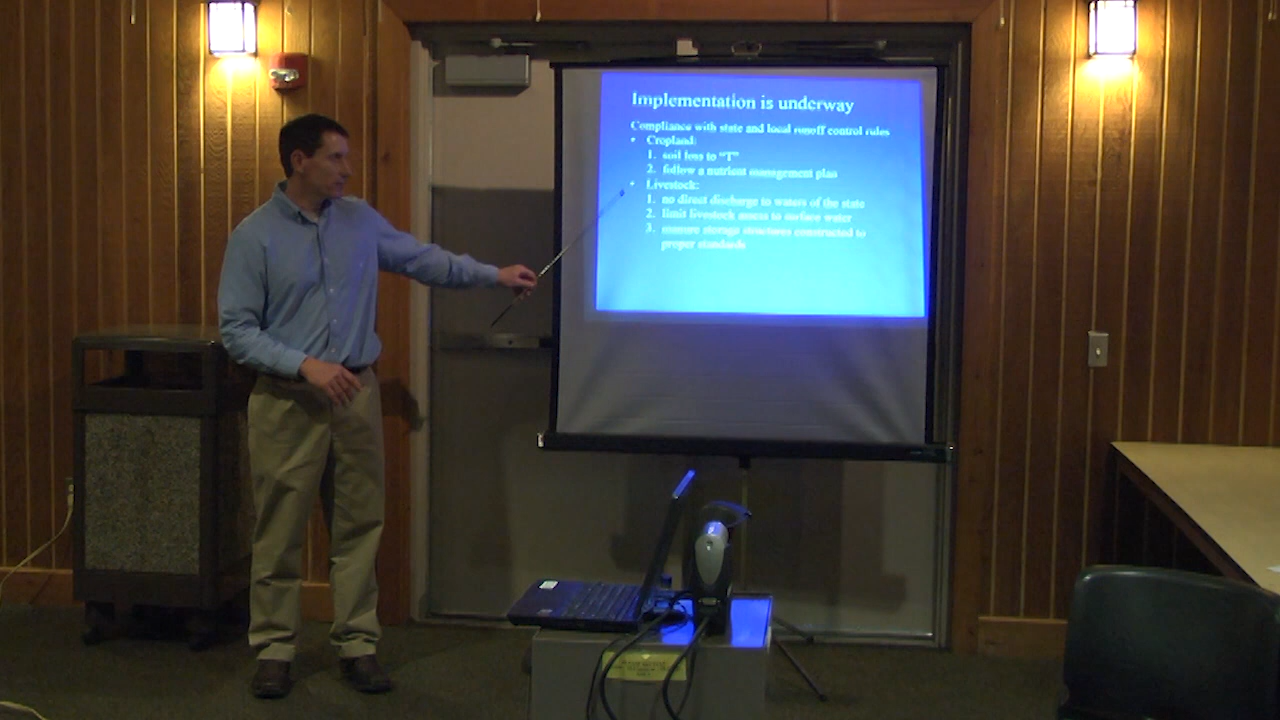 Implementation is underway
Compliance with state and local runoff control rules
• Cropland:
1. soil loss to "T"
2. follow a nutrient management plan
• Livestock:
1. no direct discharge to waters of the state
2. limit livestock access to surface water
3. manure storage structures constructed to
proper standards